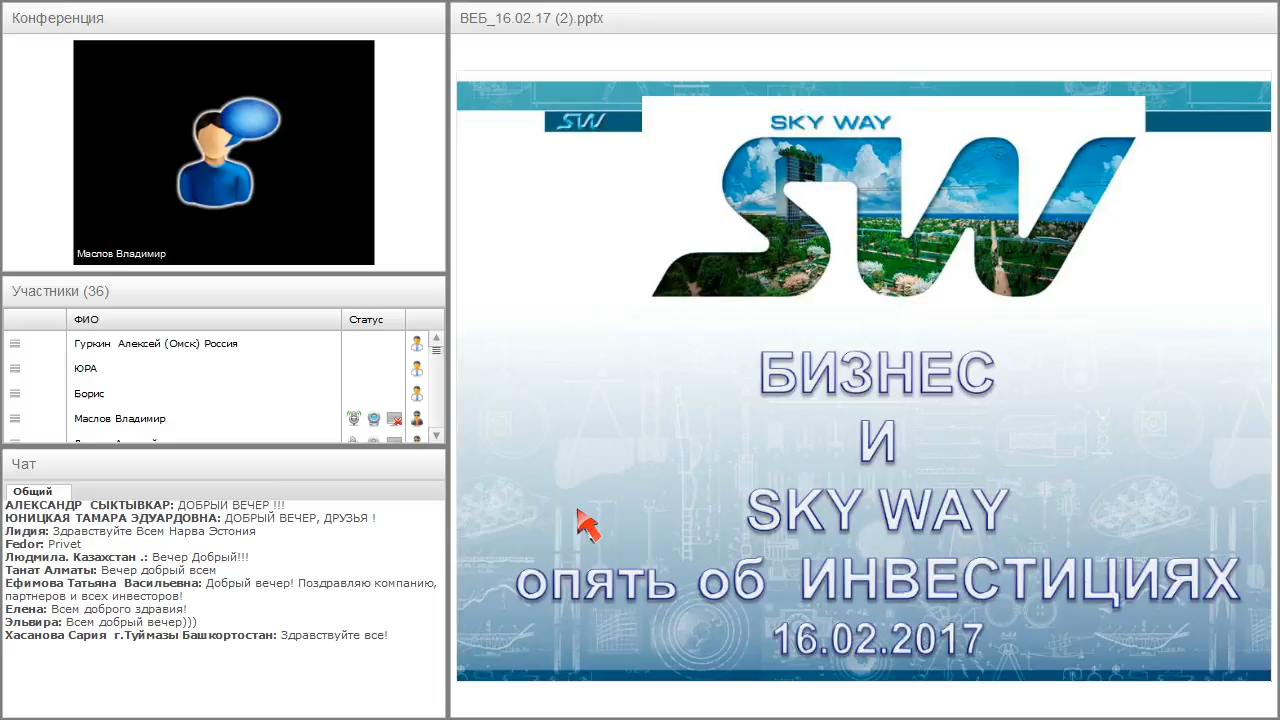 Конференция
Маслов Владимир
Участники (36)
ФИО Статус
Гуркин Алексей (Омск) Россия
ЮРА
Борис
Маслов Владимир
Чат
Общий
АЛЕКСАНДР СЫКТЫВКАР: ДОБРЫЙ ВЕЧЕР !!!
ЮНИЦКАЯ ТАМАРА ЭДУАРДОВНА: ДОБРЫЙ ВЕЧЕР, ДРУЗЬЯ !
Лидия: Здравствуйте Всем Нарва Эстония
Fedor: Privet
Людмила. Казахстан .: Вечер Добрый!!!
Танат Алматы: Вечер добрый всем
Ефимова Татьяна Васильевна: Добрый вечер! Поздравляю компанию,
партнеров и всех инвесторов!
Елена: Всем доброго здравия!
Эльвира: Всем добрый вечер)))
Хасанова Сария г.Туймазы Башкортостан: Здравствуйте все!
ВЕБ_16.02.17 (2).pptx
SW
SKY WAY
SW
БИЗНЕС
И
SKY WAY
опять об ИНВЕСТИЦИЯХ
16.02.2017